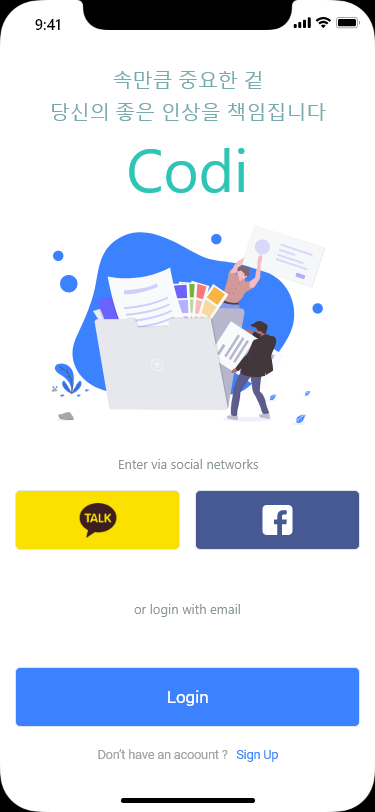 9:41
속만큼 중요한 겉
당신의 좋은 인상을 책임집니다
Codi
Enter via social networks
TALK
or login with email
Login
Don't have an acoount ? Sign Up